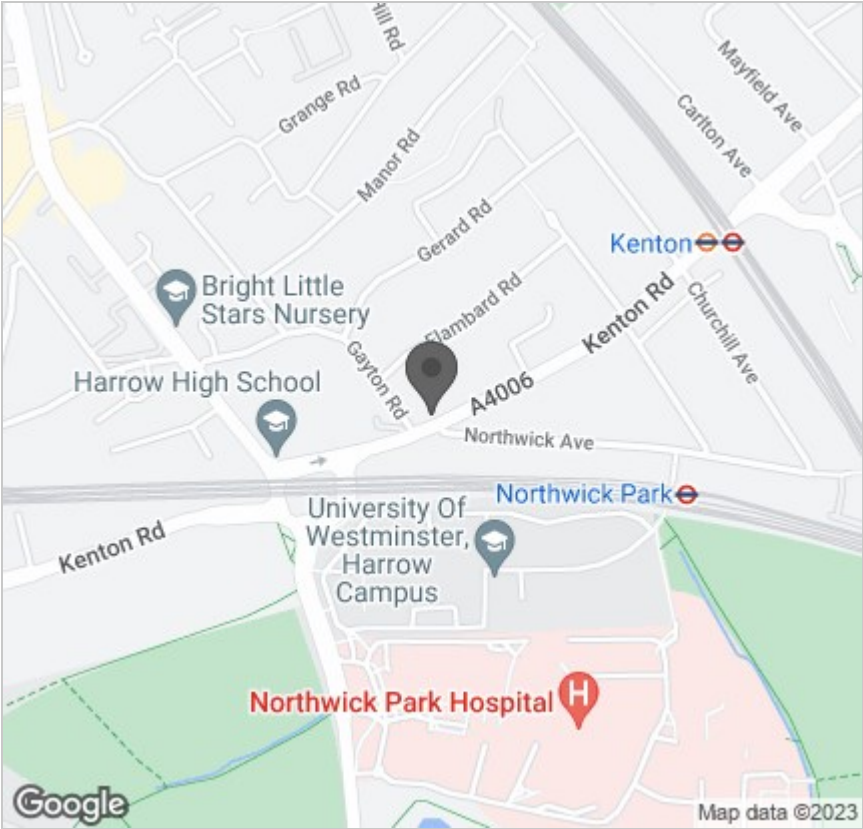 Hill Rd
Mayfield Ave
Grange Rd
Carlton Ave
Manor Rd
Gerard Rd
Kenton
Bright Little
Stars Nursery
Flambard Rd
Kenton Rd
Churchill Ave
Gayton Rd
Harrow High School
A4006
Northwick Ave
Northwick Park
University Of
Westminster,
Harrow
Campus
Kenton Rd
Northwick Park Hospital
H
Google
Map data ©2023